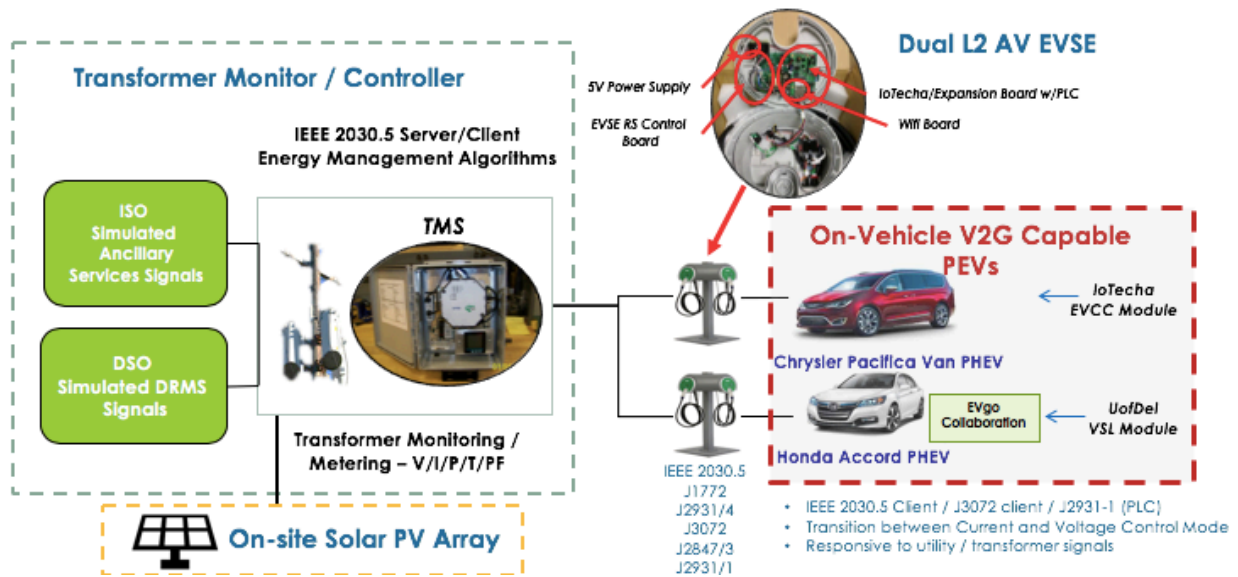 Transformer Monitor / Controller
IEEE 2030.5 Server/Client
Energy Management Algorithms
ISO
Simulated
Ancillary
Services Signals
DSO
Simulated DRMS
Signals
TMS
Transformer Monitoring /
Metering – V/I/P/T/PF
On-site Solar PV Array
Dual L2 AV EVSE
5V Power Supply
EVSE RS Control
Board
IoTecha/Expansion Board w/PLC
Wifi Board
On-Vehicle V2G Capable
PEVs
IoTecha
EVCC Module
Chrysler Pacifica Van PHEV
EVgo
Collaboration
UofDel
VSL Module
Honda Accord PHEV
IEEE 2030.5
J1772
J2931/4
J3072
J2847/3
J2931/1
• IEEE 2030.5 Client / J3072 client / J2931-1 (PLC)
• Transition between Current and Voltage Control Mode
• Responsive to utility / transformer signals